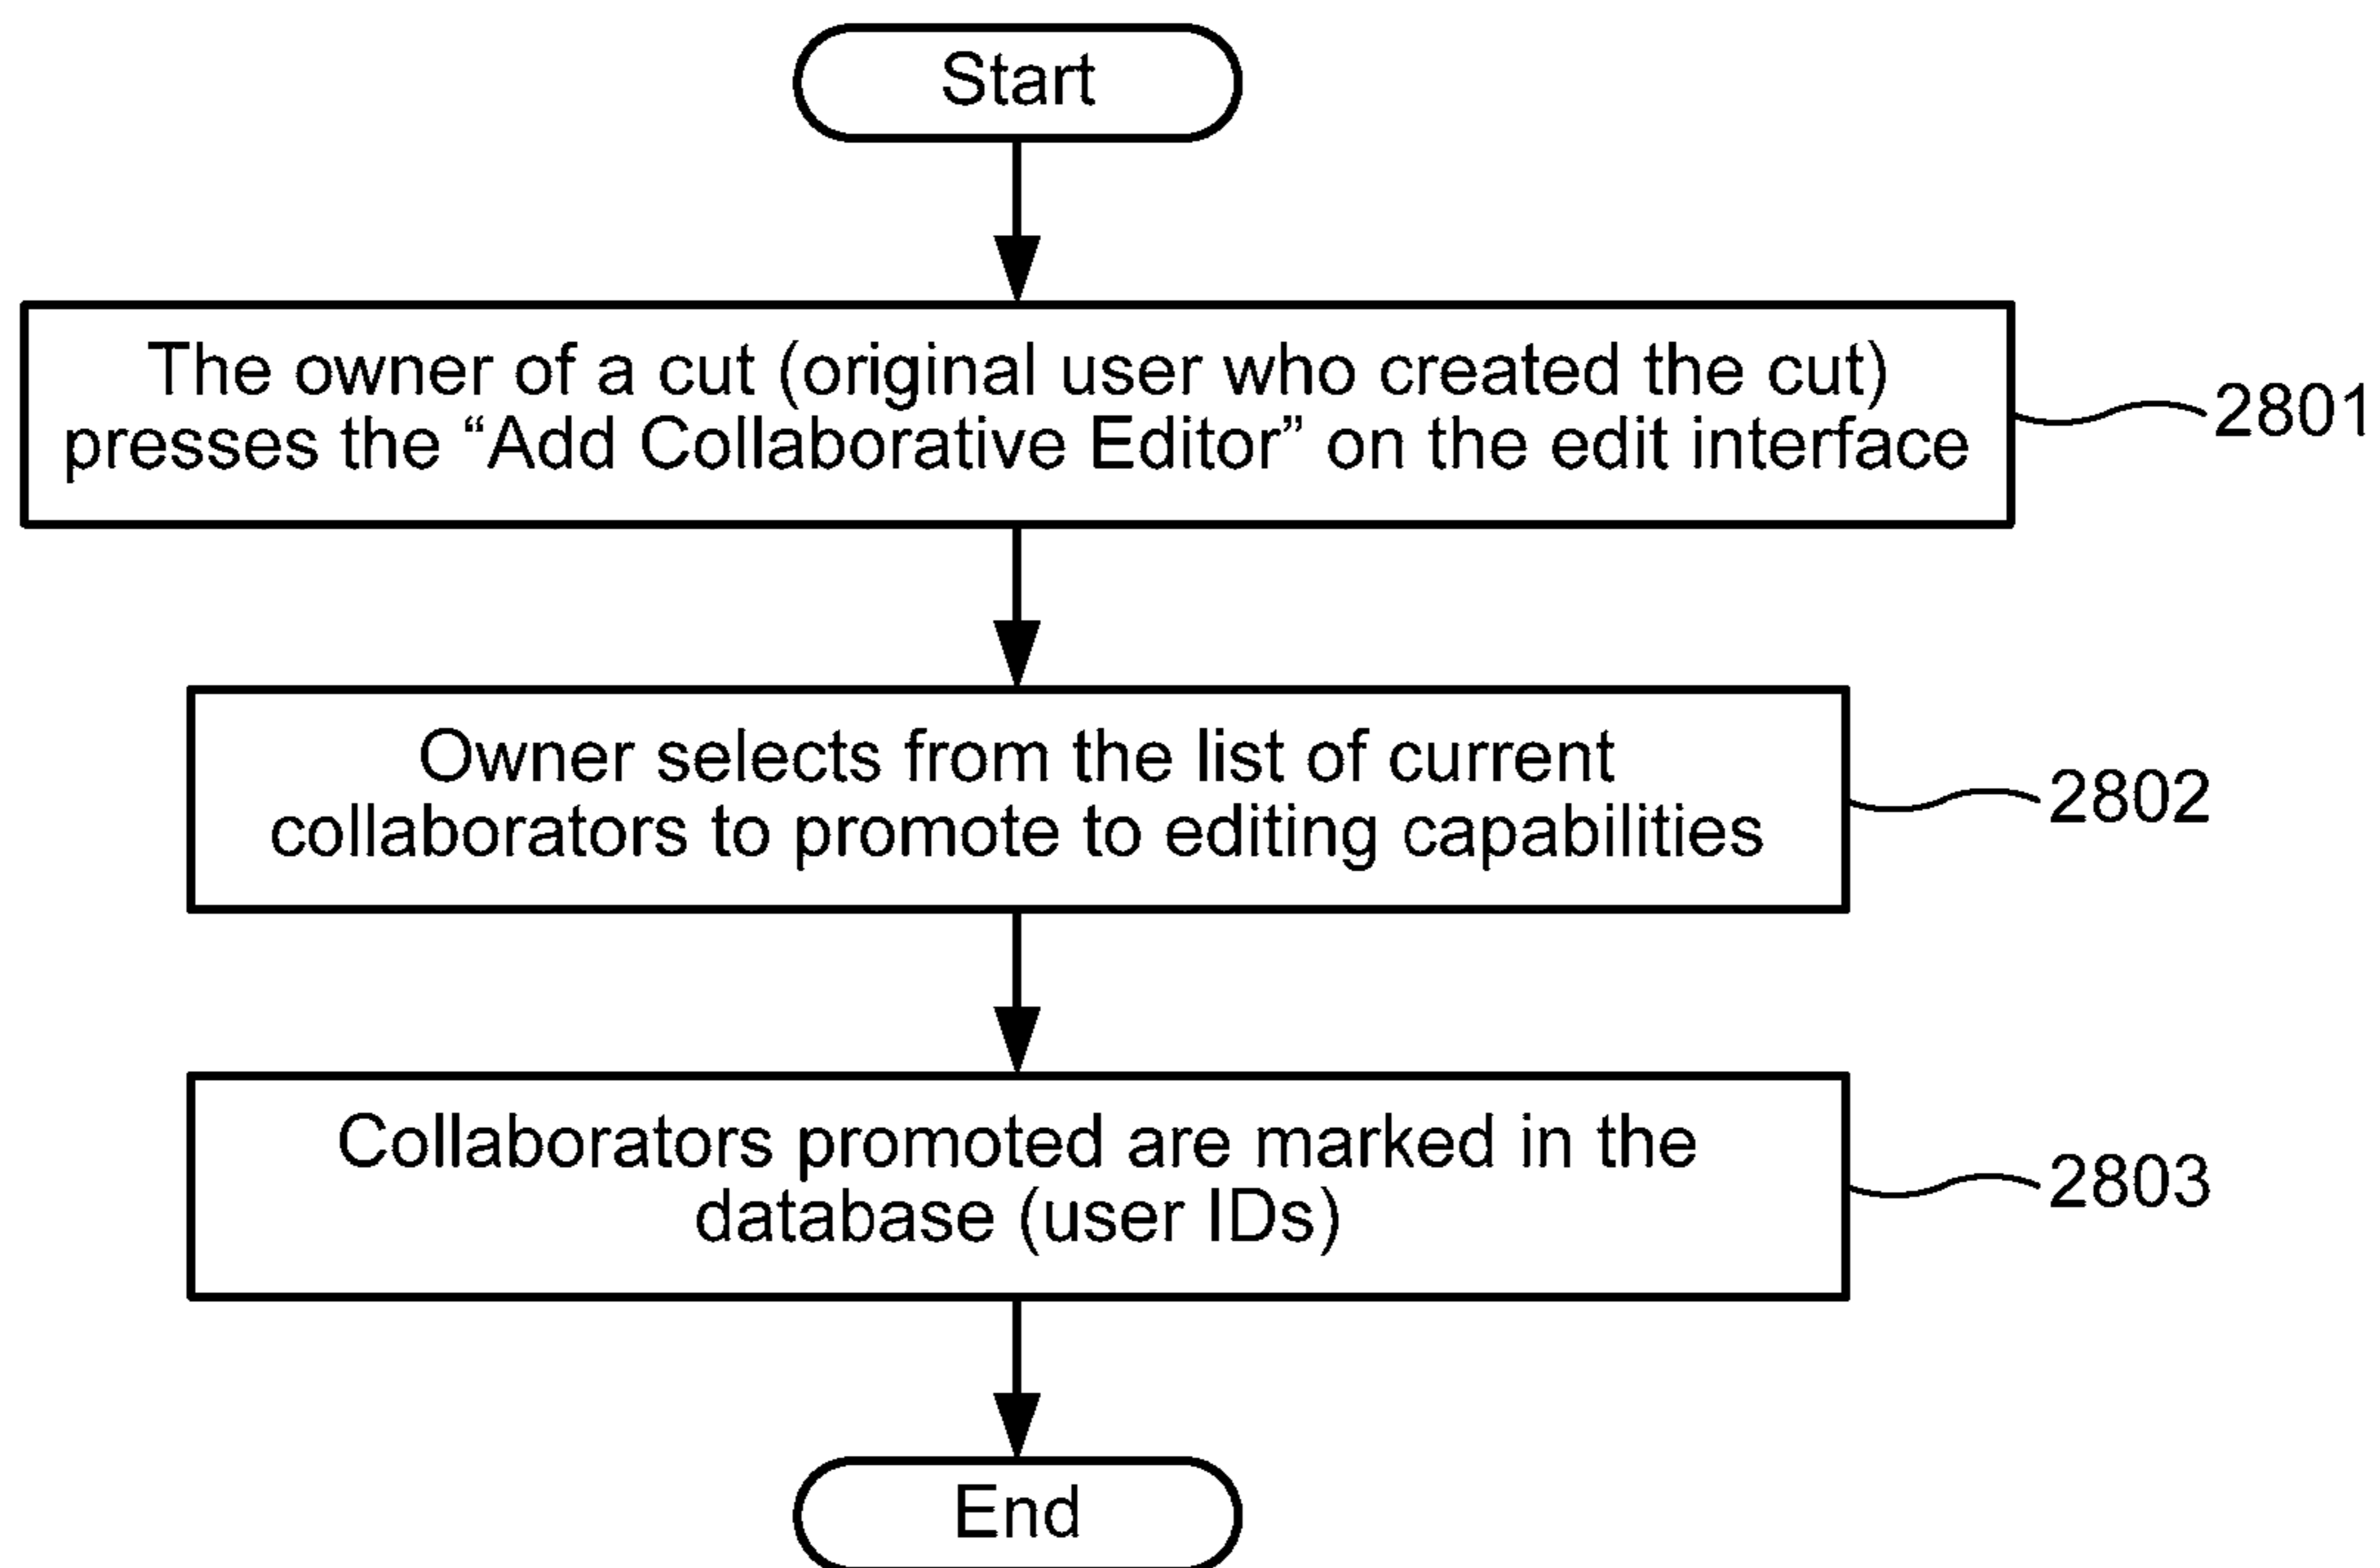 Start
The owner of a cut (original user who created the cut)
presses the “Add Collaborative Editor” on the edit interface
2801
Owner selects from the list of current
collaborators to promote to editing capabilities
2802
Collaborators promoted are marked in the
database (user IDs)
2803
End